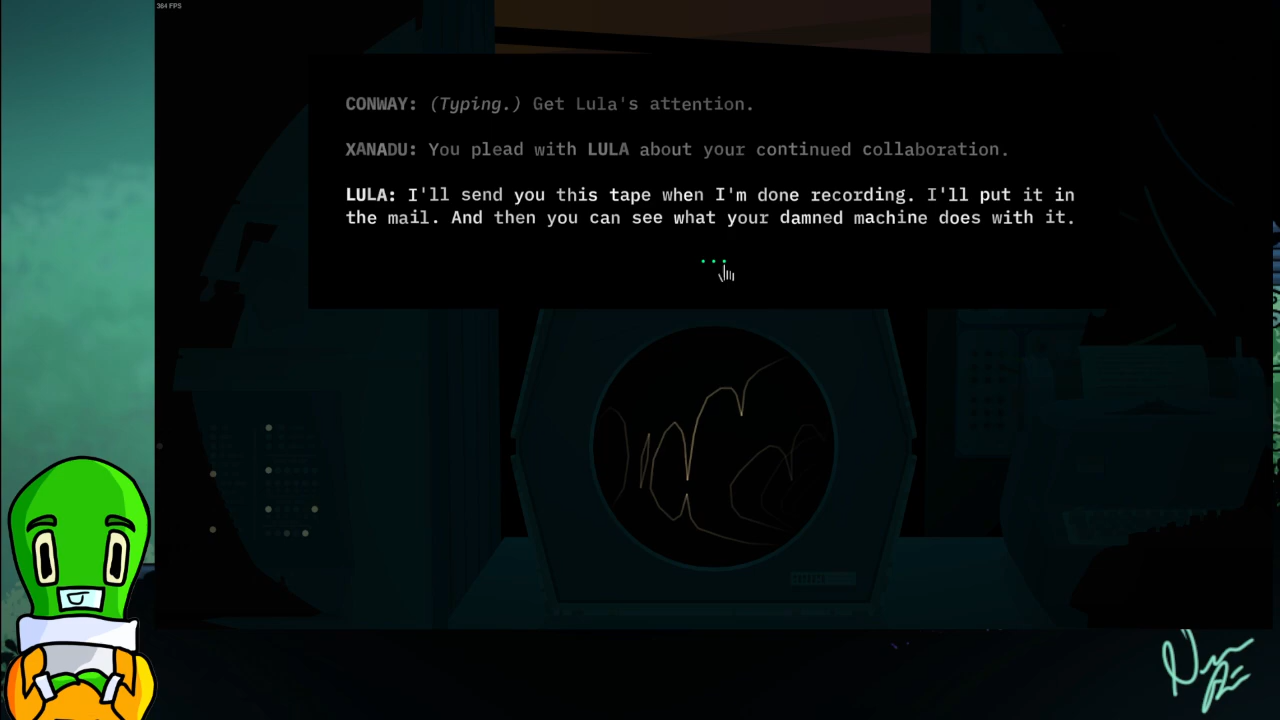 364 FPS
CONWAY: (Typing.) Get Lula's attention.
XANADU: You plead with LULA about your continued collaboration.
LULA: I'll send you this tape when I'm done recording. I'll put it in
the mail. And then you can see what your damned machine does with it.
...